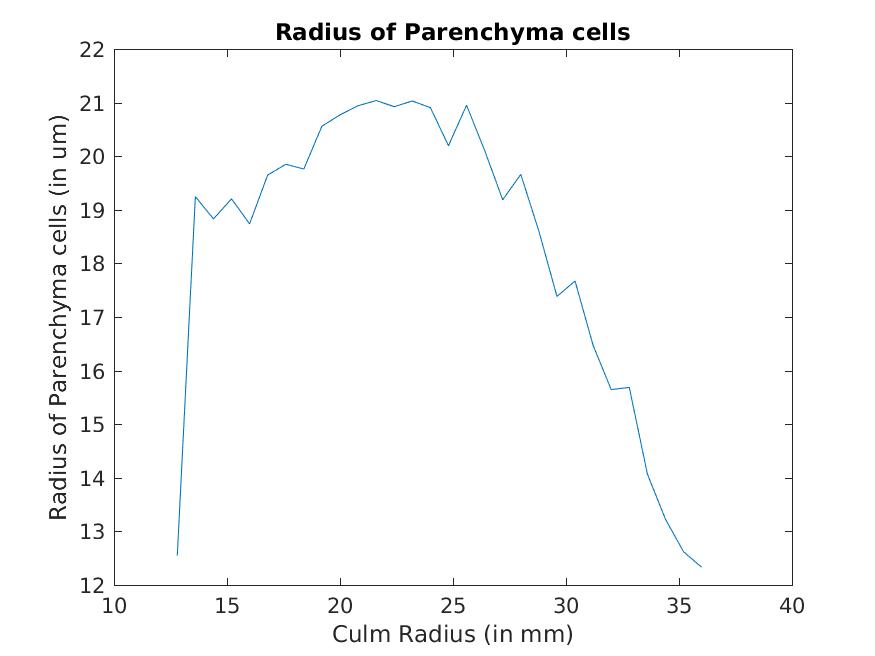 Radius of Parenchyma cells
Radius of Parenchyma cells (in um)
22
21
20
19
18
17
16
15
14
13
12
10 15 20 25 30 35 40
Culm Radius (in mm)